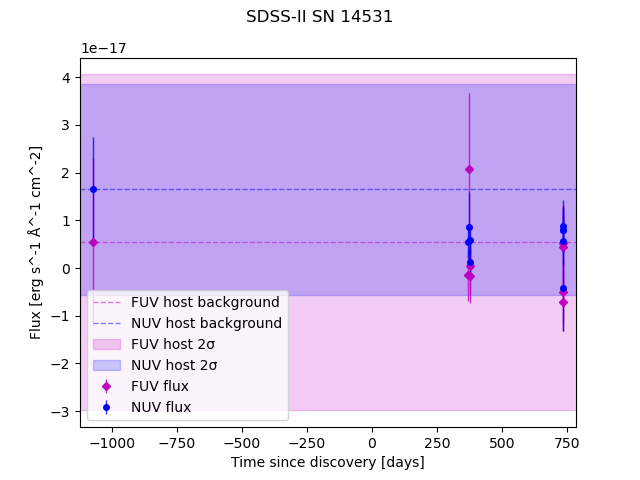 SDSS-II SN 14531
1e−17
4
3
2
1
0
−1
−2
−3
Flux [erg s^-1 Å^-1 cm^-2]
FUV host background
NUV host background
FUV host 2σ
NUV host 2σ
FUV flux
NUV flux
−1000 −750 −500 −250 0 250 500 750
Time since discovery [days]